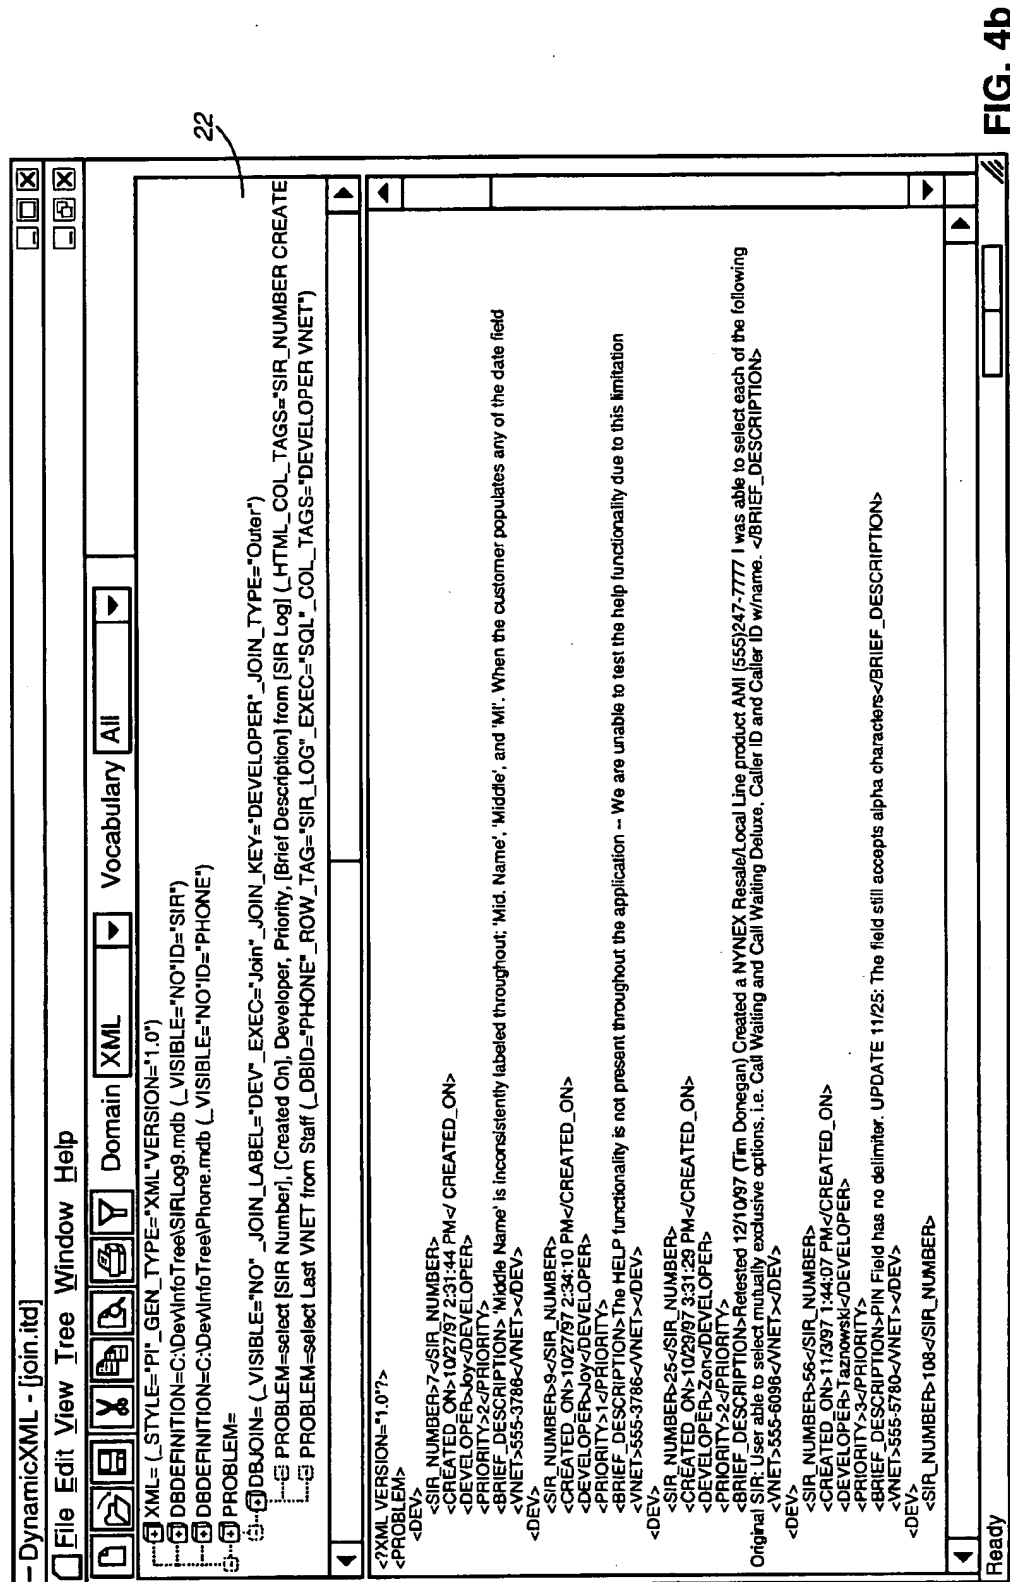 DynamicXML - [join.itd]
File Edit View Tree Window Help
Domain XML Vocabulary All
XML= (_STYLE="PI"_GEN_TYPE="XML"VERSION="1.0")
DBDEFINITION=C:\Dev\InfoTree\SIRLog9.mdb (_VISIBLE="NO"ID="SIR")
DBDEFINITION=C:\Dev\InfoTree\Phone.mdb (_VISIBLE="NO"ID="PHONE")
PROBLEM=
DBJOIN= (_VISIBLE="NO" _JOIN_LABEL="DEV"_EXEC="Join"_JOIN_KEY="DEVELOPER"_JOIN_TYPE="Outer")
PROBLEM=select [SIR Number], [Created On], Developer, Priority, [Brief Description] from [SIR Log] (_HTML_COL_TAGS="SIR_NUMBER CREATE
PROBLEM=select Last VNET from Staff (_DBID="PHONE"_ROW_TAG="SIR_LOG"_EXEC="SQL"_COL_TAGS="DEVELOPER VNET")
22
<?XML VERSION="1.0"?>
<PROBLEM>
<DEV>
<SIR_NUMBER>7</SIR_NUMBER>
<CREATED_ON>10/27/97 2:31:44 PM</ CREATED_ON>
<DEVELOPER>Joy</DEVELOPER>
<PRIORITY>2</PRIORITY>
<BRIEF_DESCRIPTION> 'Middle Name' is inconsistently labeled throughout; 'Mid. Name', 'Middle', and 'MI'. When the customer populates any of the date field
<VNET>555-3786</VNET></DEV>
<DEV>
<SIR_NUMBER>9</SIR_NUMBER>
<CREATED_ON>10/27/97 2:34:10 PM</CREATED_ON>
<DEVELOPER>Joy</DEVELOPER>
<PRIORITY>1</PRIORITY>
<BRIEF_DESCRIPTION>The HELP functionality is not present throughout the application -- We are unable to test the help functionality due to this limitation
<VNET>555-3786</VNET></DEV>
<DEV>
<SIR_NUMBER>25</SIR_NUMBER>
<CREATED_ON>10/29/97 3:31:29 PM</CREATED_ON>
<DEVELOPER>Zon</DEVELOPER>
<PRIORITY>2</PRIORITY>
<BRIEF_DESCRIPTION>Retested 12/10/97 (Tim Donegan) Created a NYNEX Resale/Local Line product AMI (555)247-7777 I was able to select each of the following
Original SIR: User able to select mutually exclusive options, i.e. Call Waiting and Call Waiting Deluxe, Caller ID and Caller ID w/name. </BRIEF_DESCRIPTION>
<VNET>555-6096</VNET></DEV>
<DEV>
<SIR_NUMBER>56</SIR_NUMBER>
<CREATED_ON>11/3/97 1:44:07 PM</CREATED_ON>
<DEVELOPER>Taznowski</DEVELOPER>
<PRIORITY>3</PRIORITY>
<BRIEF_DESCRIPTION>PIN Field has no delimiter. UPDATE 11/25: The field still accepts alpha characters</BRIEF_DESCRIPTION>
<VNET>555-5780</VNET></DEV>
<DEV>
<SIR_NUMBER>108</SIR_NUMBER>
Ready
FIG. 4b